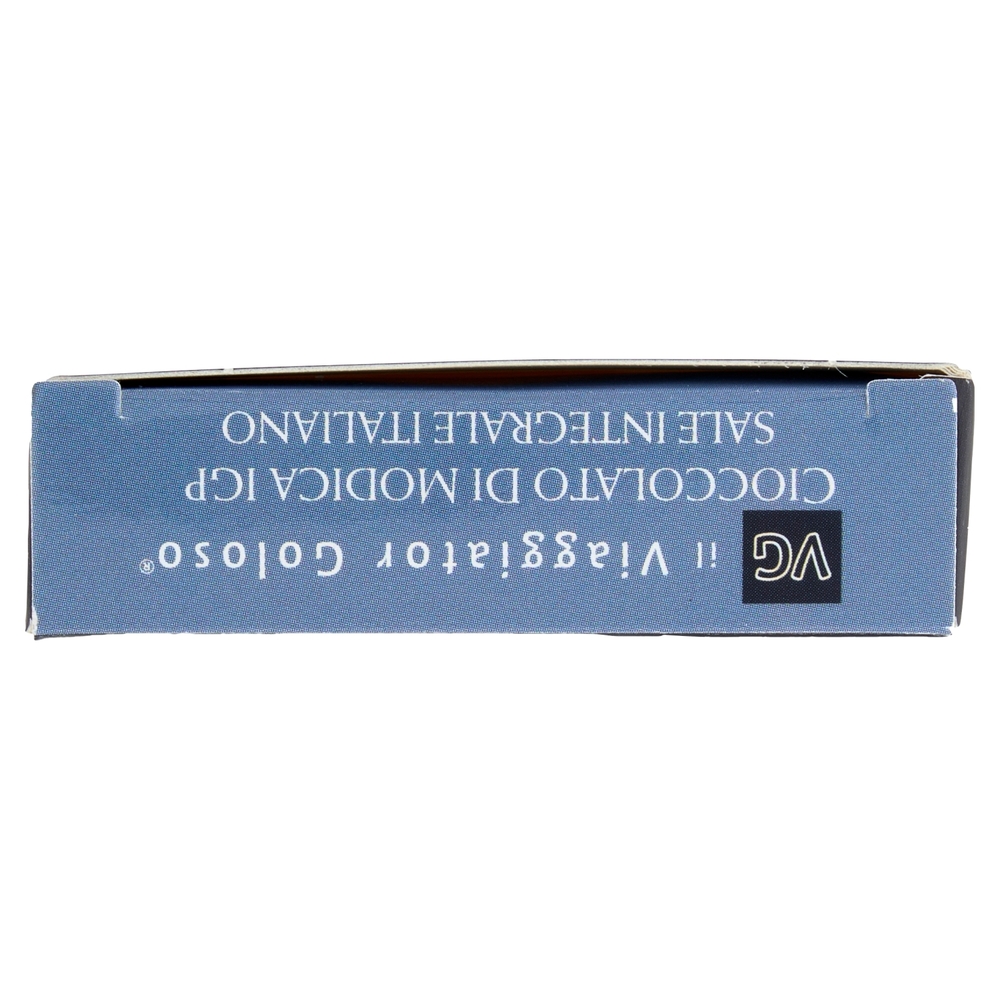 VG il Viaggiator Goloso®
CIOCCOLATO DI MODICA IGP
SALE INTEGRALE ITALIANO